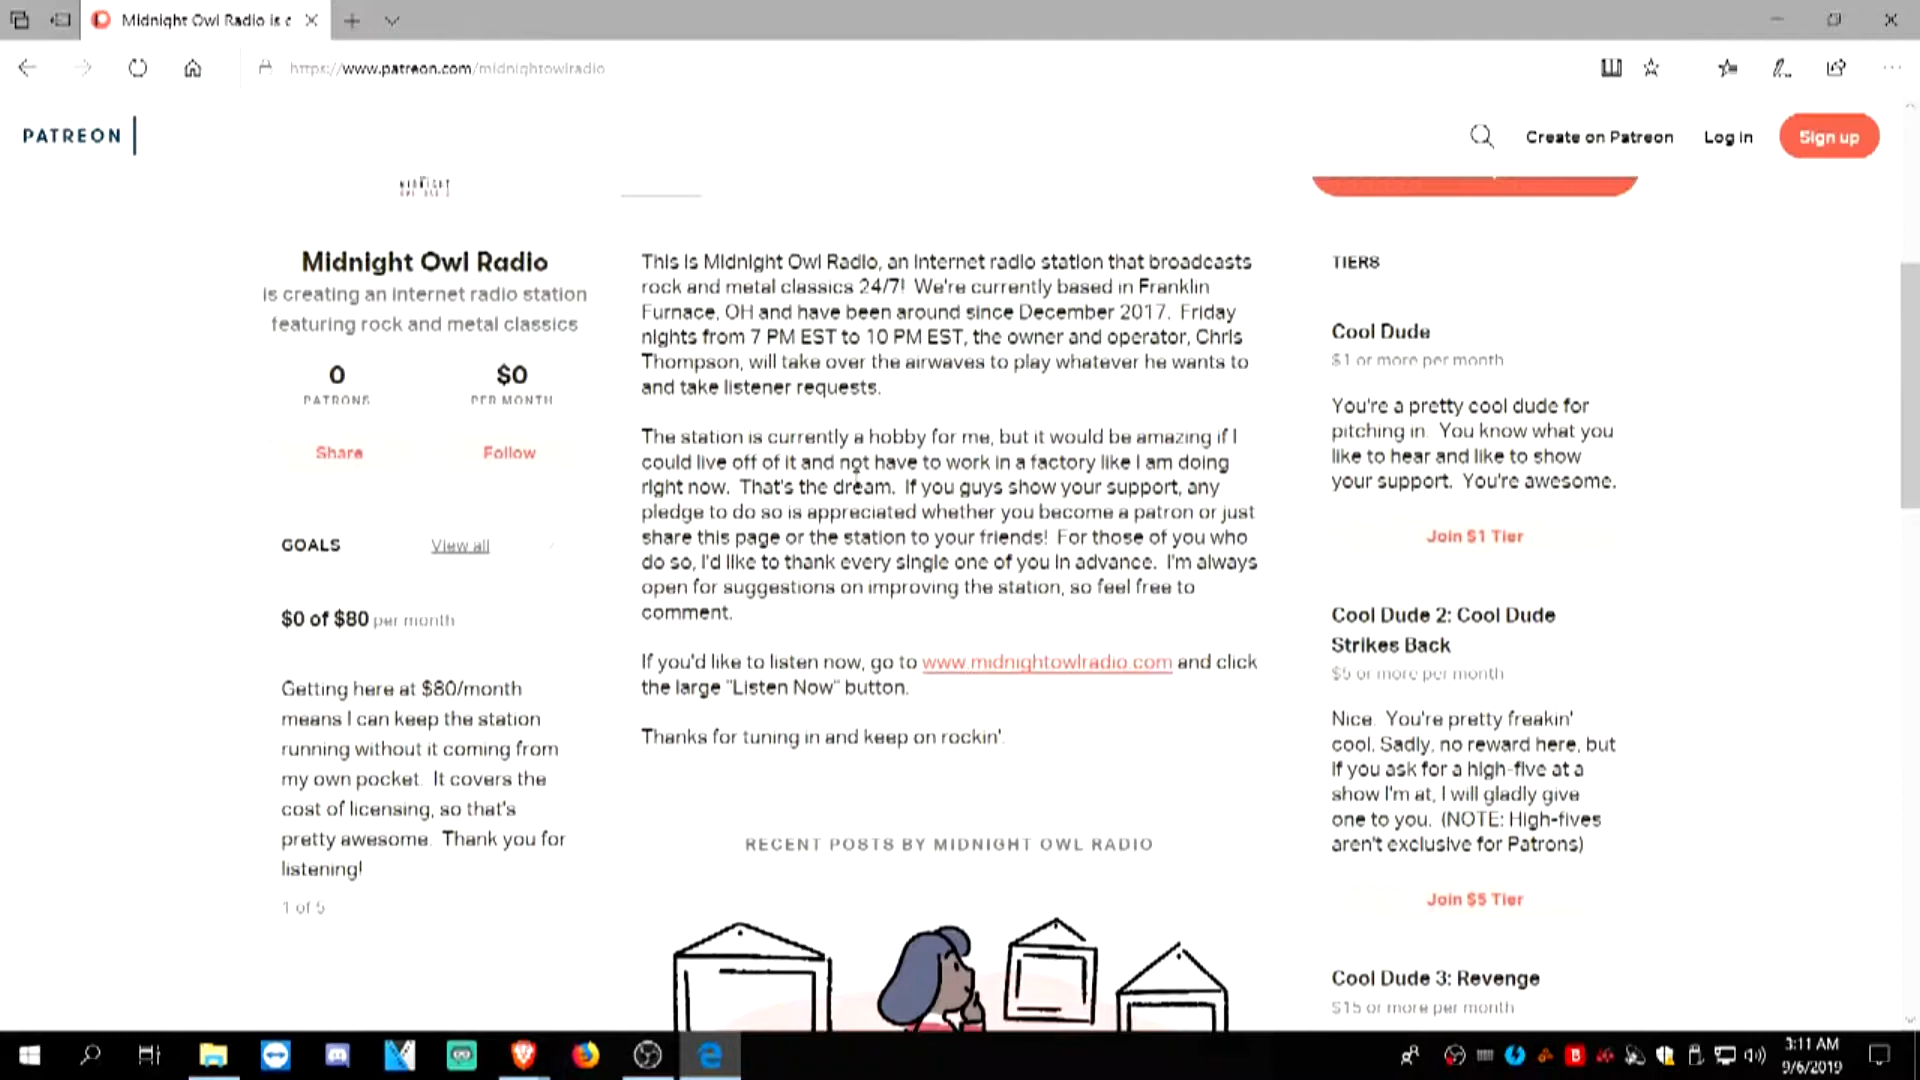 Midnight Owl Radio is c
https://www.patreon.com/midnightowlradio
PATREON
Create on Patreon
Log in
Sign up
MIDNIGHT
Midnight Owl Radio
is creating an internet radio station
featuring rock and metal classics
0
PATRONS
$0
PER MONTH
Share
Follow
GOALS
View all
$0 of $80 per month
Getting here at $80/month
means I can keep the station
running without it coming from
my own pocket. It covers the
cost of licensing, so that's
pretty awesome. Thank you for
listening!
1 of 5
This is Midnight Owl Radio, an internet radio station that broadcasts
rock and metal classics 24/7! We're currently based in Franklin
Furnace, OH and have been around since December 2017. Friday
nights from 7 PM EST to 10 PM EST, the owner and operator, Chris
Thompson, will take over the airwaves to play whatever he wants to
and take listener requests.
The station is currently a hobby for me, but it would be amazing if I
could live off of it and not have to work in a factory like I am doing
right now. That's the dream. If you guys show your support, any
pledge to do so is appreciated whether you become a patron or just
share this page or the station to your friends! For those of you who
do so, I'd like to thank every single one of you in advance. I'm always
open for suggestions on improving the station, so feel free to
comment.
If you'd like to listen now, go to www.midnightowlradio.com and click
the large "Listen Now" button.
Thanks for tuning in and keep on rockin'.
RECENT POSTS BY MIDNIGHT OWL RADIO
TIERS
Cool Dude
$1 or more per month
You're a pretty cool dude for
pitching in. You know what you
like to hear and like to show
your support. You're awesome.
Join $1 Tier
Cool Dude 2: Cool Dude
Strikes Back
$5 or more per month
Nice. You're pretty freakin'
cool. Sadly, no reward here, but
if you ask for a high-five at a
show I'm at, I will gladly give
one to you. (NOTE: High-fives
aren't exclusive for Patrons)
Join $5 Tier
Cool Dude 3: Revenge
$15 or more per month
3:11 AM
9/6/2019